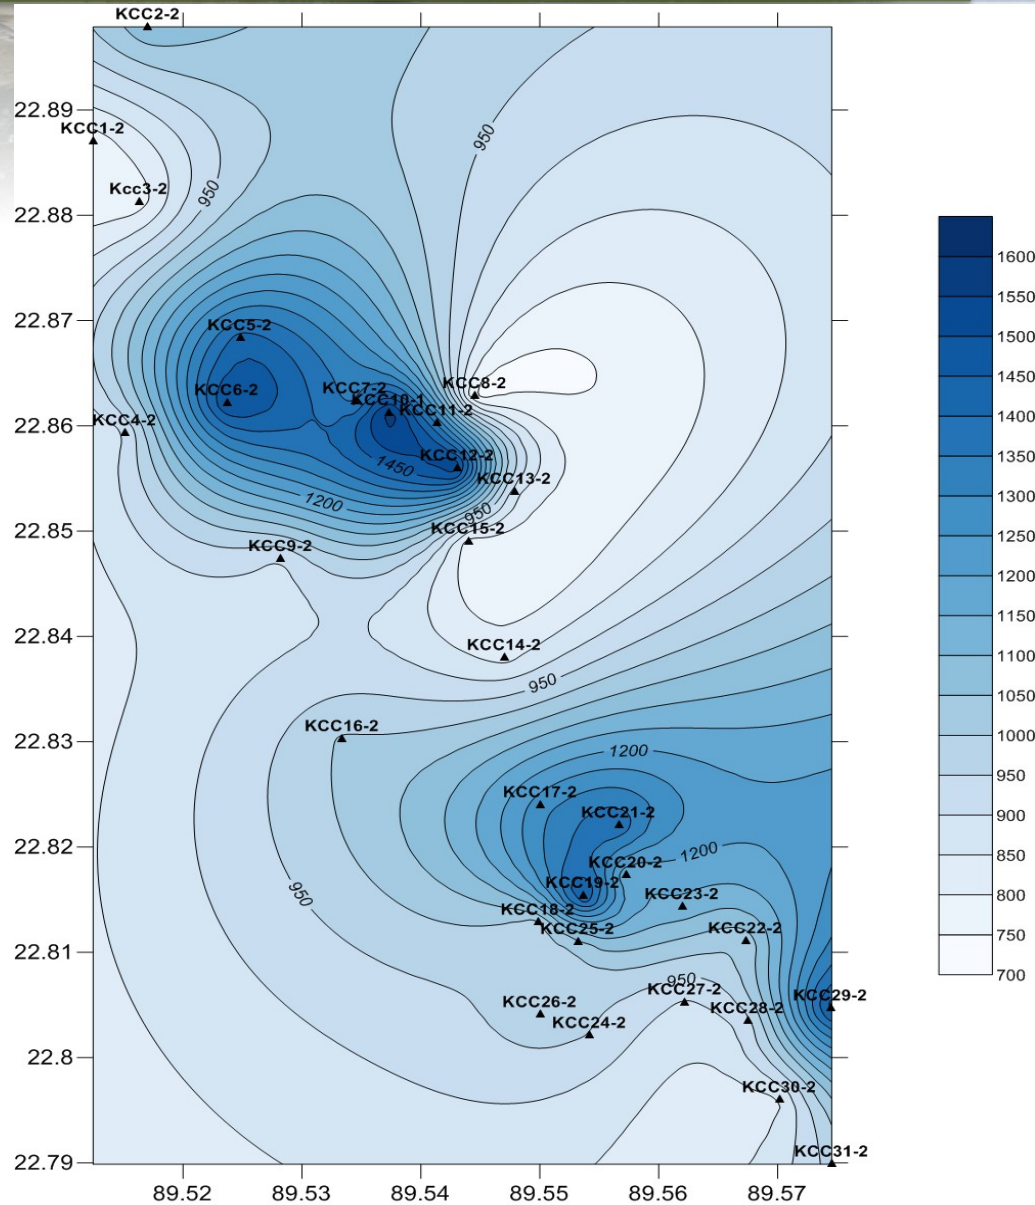 KCC2-2
22.89
KCC1-2
950
Kcc3-2
950
22.88
1600
1550
22.87
KCC5-2
1500
1450
KCC6-2
KCC7-2
KCC8-2
KCC10-1
KCC11-2
1400
KCC4-2
22.86
1350
KCC12-2
1450
KCC13-2
1300
1200
950
1250
22.85
KCC15-2
KCC9-2
1200
1150
22.84
KCC14-2
1100
950
1050
KCC16-2
22.83
1000
1200
950
KCC17-2
KCC21-2
900
22.82
1200
KCC20-2
850
KCC19-2
950
KCC23-2
800
KCC18-2
KCC25-2
KCC22-2
750
22.81
700
950
KCC27-2
KCC29-2
KCC26-2
KCC28-2
KCC24-2
22.8
KCC30-2
KCC31-2
22.79
89.52 89.53 89.54 89.55 89.56 89.57